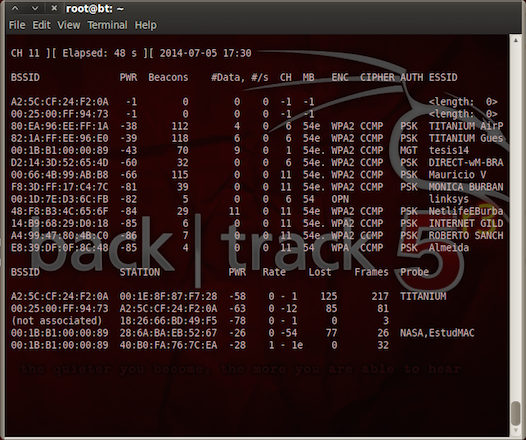 root@bt: ~
File Edit View Terminal Help
CH 11 ][ Elapsed: 48 s ][ 2014-07-05 17:30
BSSID PWR Beacons #Data, #/s CH MB ENC CIPHER AUTH ESSID
A2:5C:CF:24:F2:0A -1 0 0 0 -1 -1 <length: 0>
00:25:00:FF:94:73 -1 0 0 0 -1 -1 <length: 0>
80:EA:96:EE:FF:1A -38 112 4 0 6 54e WPA2 CCMP PSK TITANIUM AirP
82:1A:FF:EE:96:E0 -39 118 6 0 6 54e WPA2 CCMP PSK TITANIUM Gues
00:1B:B1:00:00:89 -43 70 9 0 1 54e WPA2 CCMP MGT tesis14
D2:14:3D:52:65:4D -60 32 0 0 6 54e. WPA2 CCMP PSK DIRECT-wM-BRA
00:66:4B:99:AB:B8 -66 115 0 0 11 54e WPA2 CCMP PSK Mauricio V
F8:3D:FF:17:C4:7C -81 39 0 0 11 54e. WPA2 CCMP PSK MONICA BURBAN
00:1D:7E:D3:6C:FB -82 5 0 0 6 54 OPN linksys
48:F8:B3:4C:65:6F -84 29 11 0 11 54e WPA2 CCMP PSK NetlifeEBurba
14:B9:68:29:D0:18 -85 6 0 0 11 54e WPA2 CCMP PSK INTERNET GILD
A4:99:47:80:4B:C0 -86 4 0 0 11 54e. WPA2 CCMP PSK ROBERTO SANCH
E8:39:DF:0F:8C:48 -85 4 0 0 11 54 WPA CCMP PSK Almeida
back|track 5
BSSID STATION PWR Rate Lost Frames Probe
A2:5C:CF:24:F2:0A 00:1E:8F:87:F7:28 -58 0 - 1 125 217 TITANIUM
00:25:00:FF:94:73 A2:5C:CF:24:F2:0A -63 0 -12 85 81
(not associated) 18:26:66:BD:49:F5 -78 0 - 1 0 3
00:1B:B1:00:00:89 28:6A:BA:EB:52:67 -26 0 -54 77 26 NASA,EstudMAC
00:1B:B1:00:00:89 40:B0:FA:76:7C:EA -28 1 - 1e 0 32
the quieter you become, the more you are able to hear